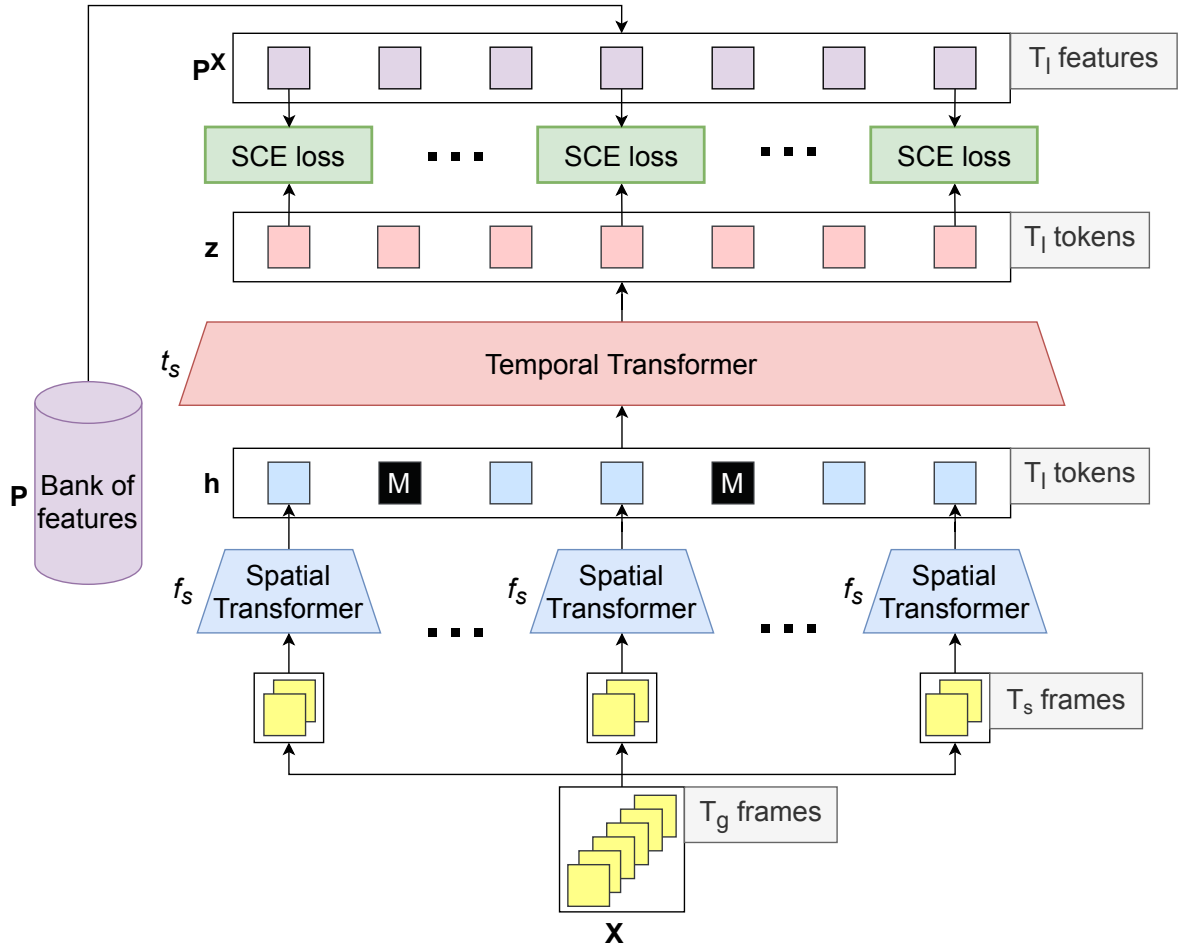 P^X
T_l features
SCE loss
SCE loss
SCE loss
z
T_l tokens
t_s
Temporal Transformer
P
Bank of
features
h
M
M
T_l tokens
f_s
Spatial
Transformer
f_s
Spatial
Transformer
f_s
Spatial
Transformer
T_s frames
T_g frames
X